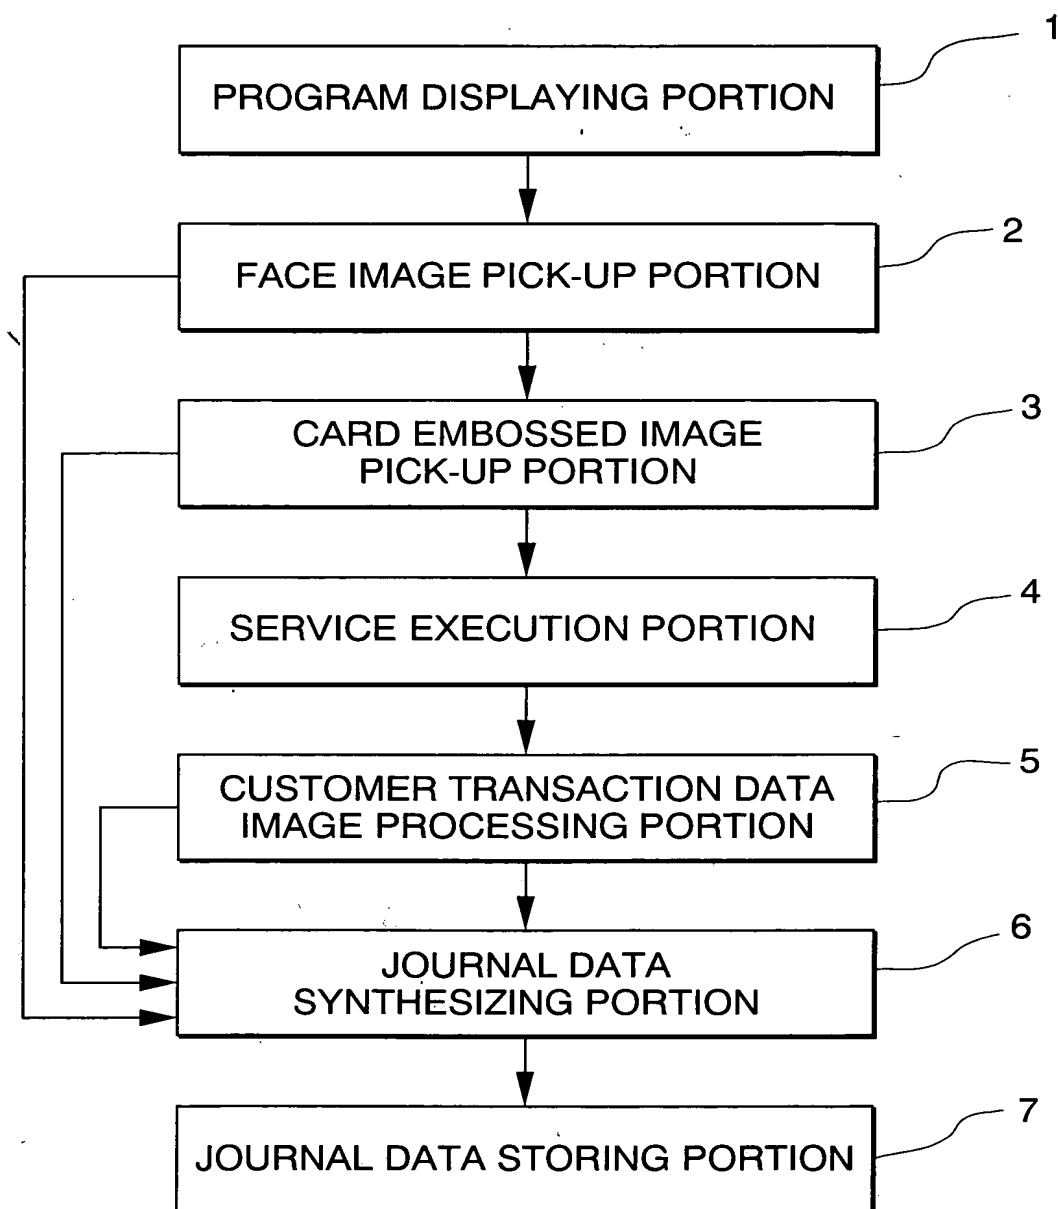 1
PROGRAM DISPLAYING PORTION
2
FACE IMAGE PICK-UP PORTION
3
CARD EMBOSSED IMAGE
PICK-UP PORTION
4
SERVICE EXECUTION PORTION
5
CUSTOMER TRANSACTION DATA
IMAGE PROCESSING PORTION
6
JOURNAL DATA
SYNTHESIZING PORTION
7
JOURNAL DATA STORING PORTION